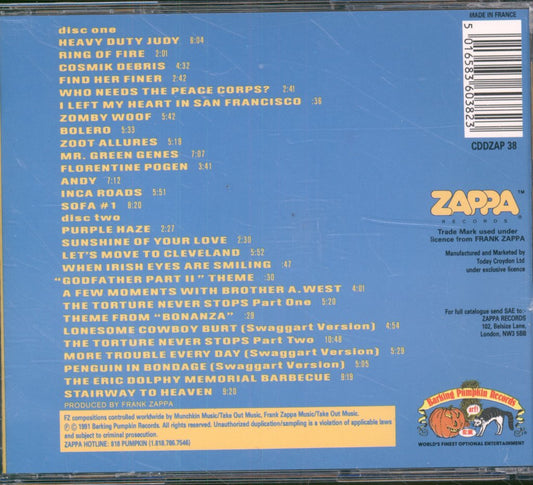 MADE IN FRANCE
disc one
HEAVY DUTY JUDY 6:04
RING OF FIRE 2:01
COSMIK DEBRIS 4:32
FIND HER FINER 2:42
WHO NEEDS THE PEACE CORPS? 2:41
I LEFT MY HEART IN SAN FRANCISCO :36
ZOMBY WOOF 5:42
BOLERO 5:33
ZOOT ALLURES 5:19
MR. GREEN GENES 7:07
FLORENTINE POGEN 3:41
ANDY 7:12
INCA ROADS 5:51
SOFA #1 8:20
disc two
PURPLE HAZE 2:27
SUNSHINE OF YOUR LOVE 2:30
LET'S MOVE TO CLEVELAND 5:52
WHEN IRISH EYES ARE SMILING :47
"GODFATHER PART II" THEME :30
A FEW MOMENTS WITH BROTHER A. WEST 4:01
THE TORTURE NEVER STOPS Part One 5:20
THEME FROM "BONANZA" :29
LONESOME COWBOY BURT (Swaggart Version) 4:54
THE TORTURE NEVER STOPS Part Two 10:48
MORE TROUBLE EVERY DAY (Swaggart Version) 5:29
PENGUIN IN BONDAGE (Swaggart Version) 5:05
THE ERIC DOLPHY MEMORIAL BARBECUE 9:19
STAIRWAY TO HEAVEN 9:20
PRODUCED BY FRANK ZAPPA
FZ compositions controlled worldwide by Munchkin Music/Take Out Music, Frank Zappa Music/Take Out Music.
℗ © 1991 Barking Pumpkin Records. All rights reserved. Unauthorized duplication/sampling is a violation of applicable laws
and subject to criminal prosecution.
ZAPPA HOTLINE: 818 PUMPKIN (1.818.786.7546)
5 016583 603823
CDDZAP 38
ZAPPA™
RECORDS ®
Trade Mark used under
licence from FRANK ZAPPA
Manufactured and Marketed by
Todey Croydon Ltd
under exclusive licence
For full catalogue send SAE to:-
ZAPPA RECORDS
102, Belsize Lane,
London, NW3 5BB
Barking Pumpkin Records
WORLD'S FINEST OPTIONAL ENTERTAINMENT